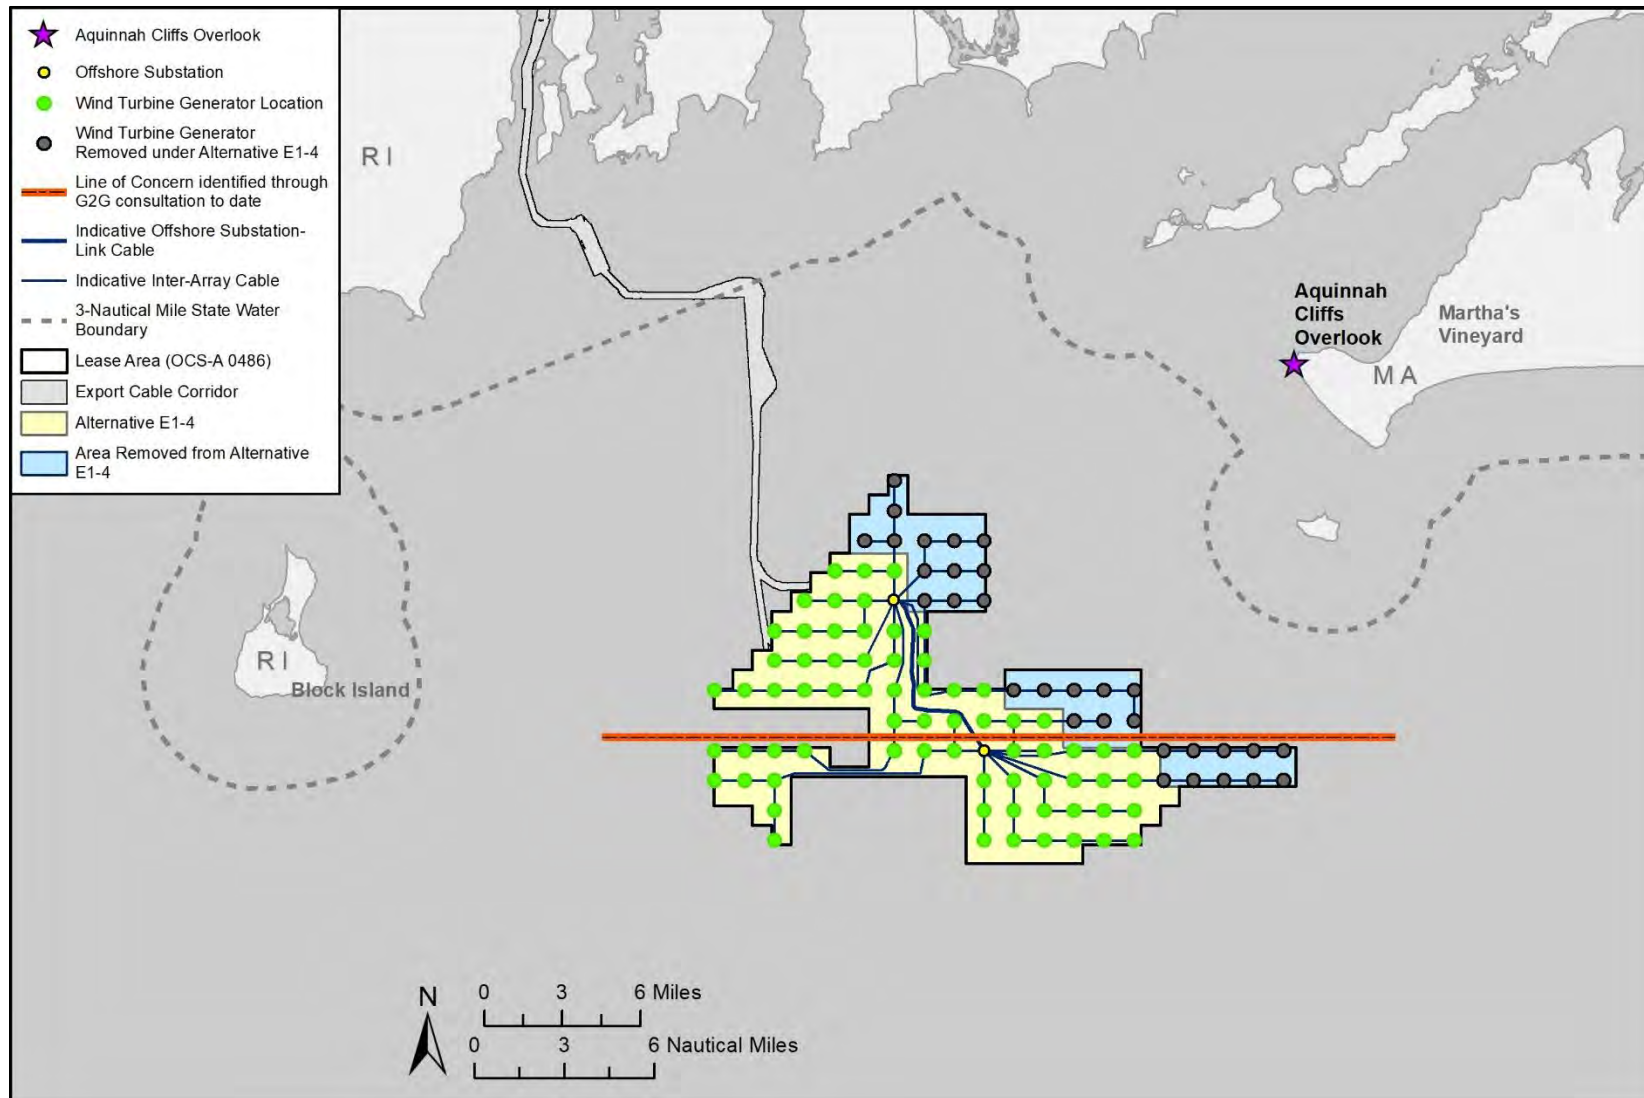 Aquinnah Cliffs Overlook
Offshore Substation
Wind Turbine Generator Location
Wind Turbine Generator
Removed under Alternative E1-4
Line of Concern identified through
G2G consultation to date
Indicative Offshore Substation-
Link Cable
Indicative Inter-Array Cable
3-Nautical Mile State Water
Boundary
Lease Area (OCS-A 0486)
Export Cable Corridor
Alternative E1-4
Area Removed from Alternative
E1-4
RI
Aquinnah
Cliffs
Overlook
Martha's
Vineyard
MA
RI
Block Island
N
0 3 6 Miles
0 3 6 Nautical Miles